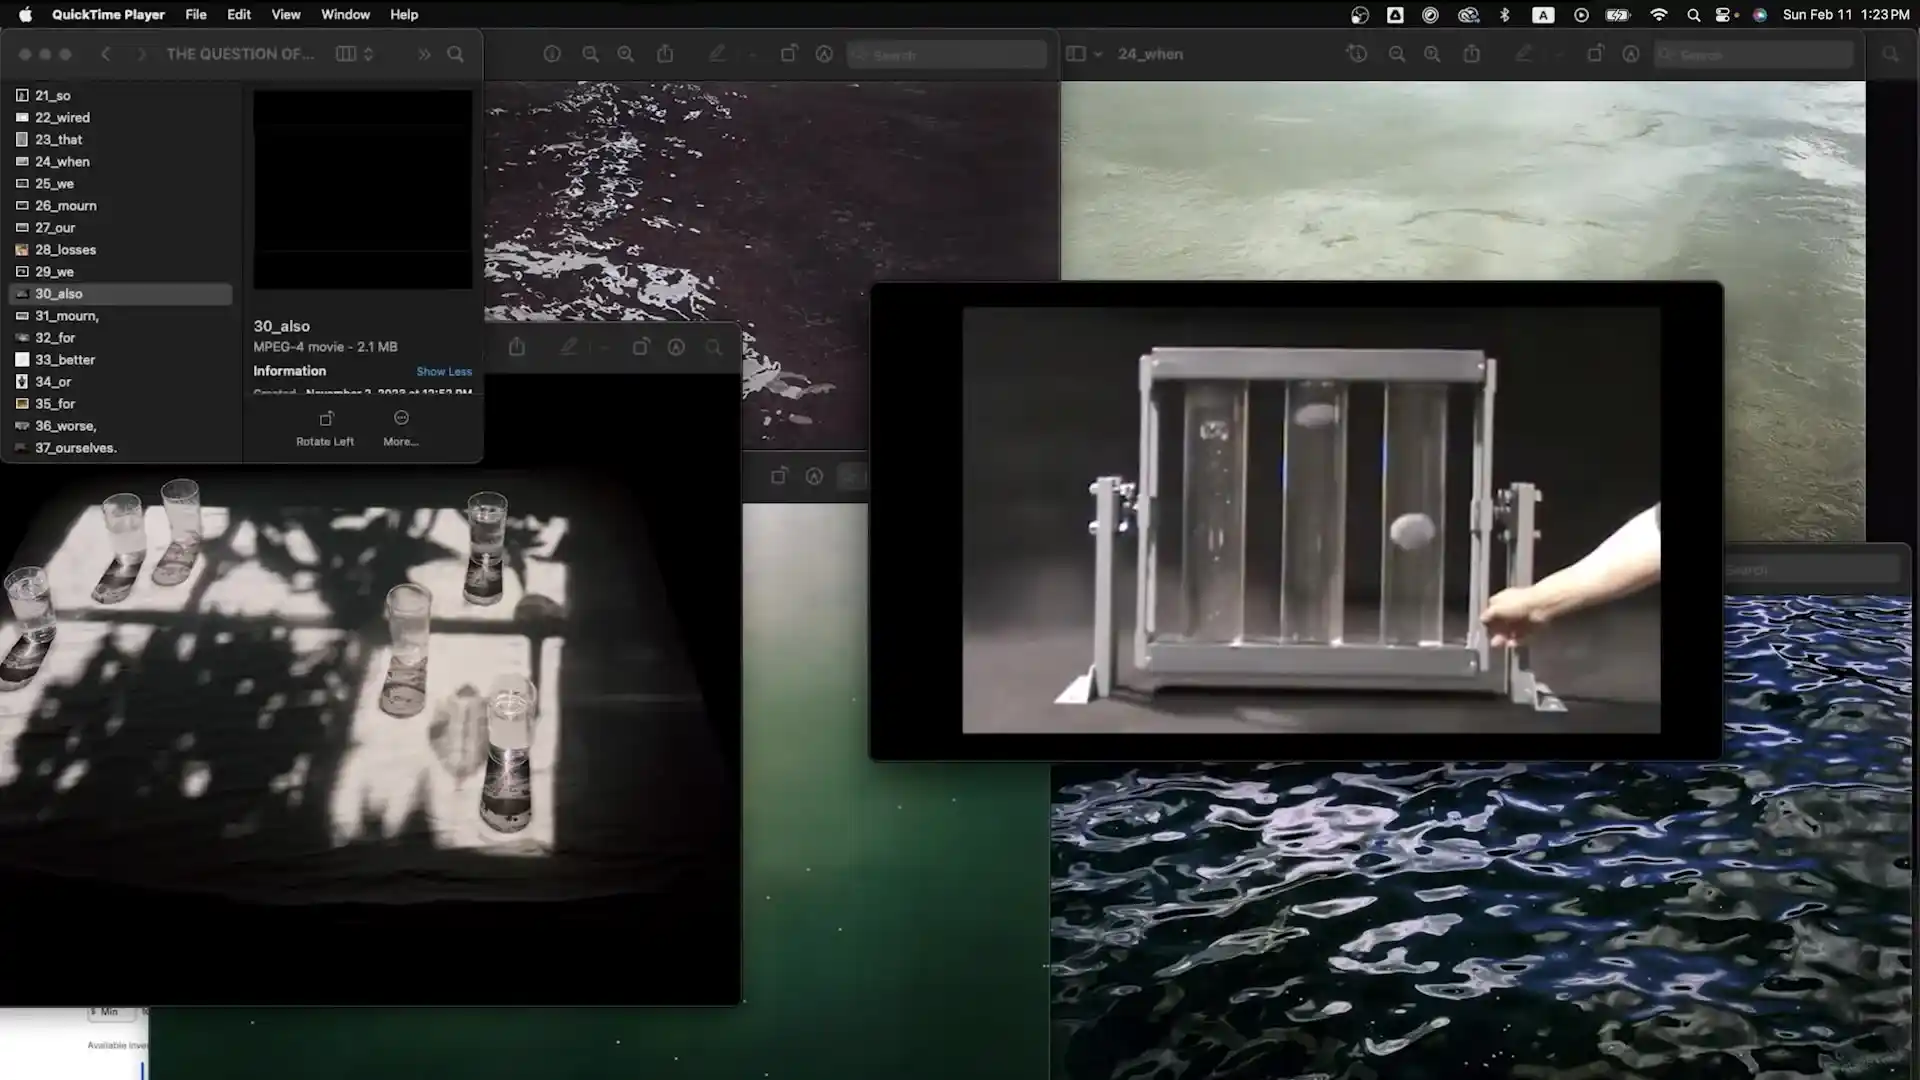 QuickTime Player File Edit View Window Help
A
Sun Feb 11 1:23 PM
THE QUESTION OF...
21_so
22_wired
23_that
24_when
25_we
26_mourn
27_our
28_losses
29_we
30_also
31_mourn,
32_for
33_better
34_or
35_for
36_worse,
37_ourselves.
30_also
MPEG-4 movie - 2.1 MB
Information Show Less
Created November 2, 2023 at 12:52 PM
Rotate Left More...
Search
24_when
Search
Search
Min
Available inve